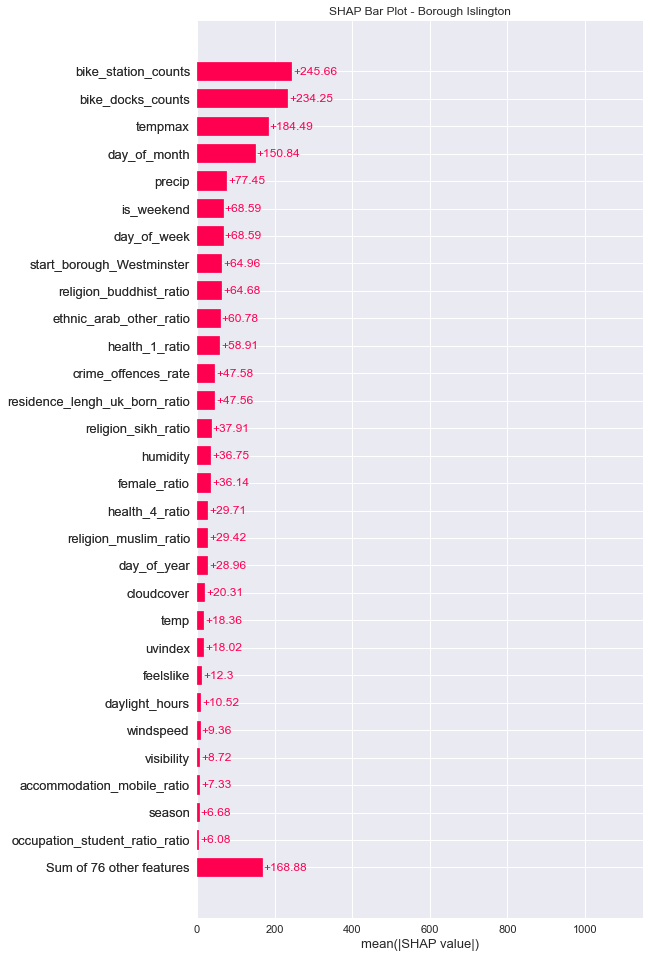 SHAP Bar Plot - Borough Islington
bike_station_counts +245.66
bike_docks_counts +234.25
tempmax +184.49
day_of_month +150.84
precip +77.45
is_weekend +68.59
day_of_week +68.59
start_borough_Westminster +64.96
religion_buddhist_ratio +64.68
ethnic_arab_other_ratio +60.78
health_1_ratio +58.91
crime_offences_rate +47.58
residence_lengh_uk_born_ratio +47.56
religion_sikh_ratio +37.91
humidity +36.75
female_ratio +36.14
health_4_ratio +29.71
religion_muslim_ratio +29.42
day_of_year +28.96
cloudcover +20.31
temp +18.36
uvindex +18.02
feelslike +12.3
daylight_hours +10.52
windspeed +9.36
visibility +8.72
accommodation_mobile_ratio +7.33
season +6.68
occupation_student_ratio_ratio +6.08
Sum of 76 other features +168.88
0 200 400 600 800 1000
mean(|SHAP value|)